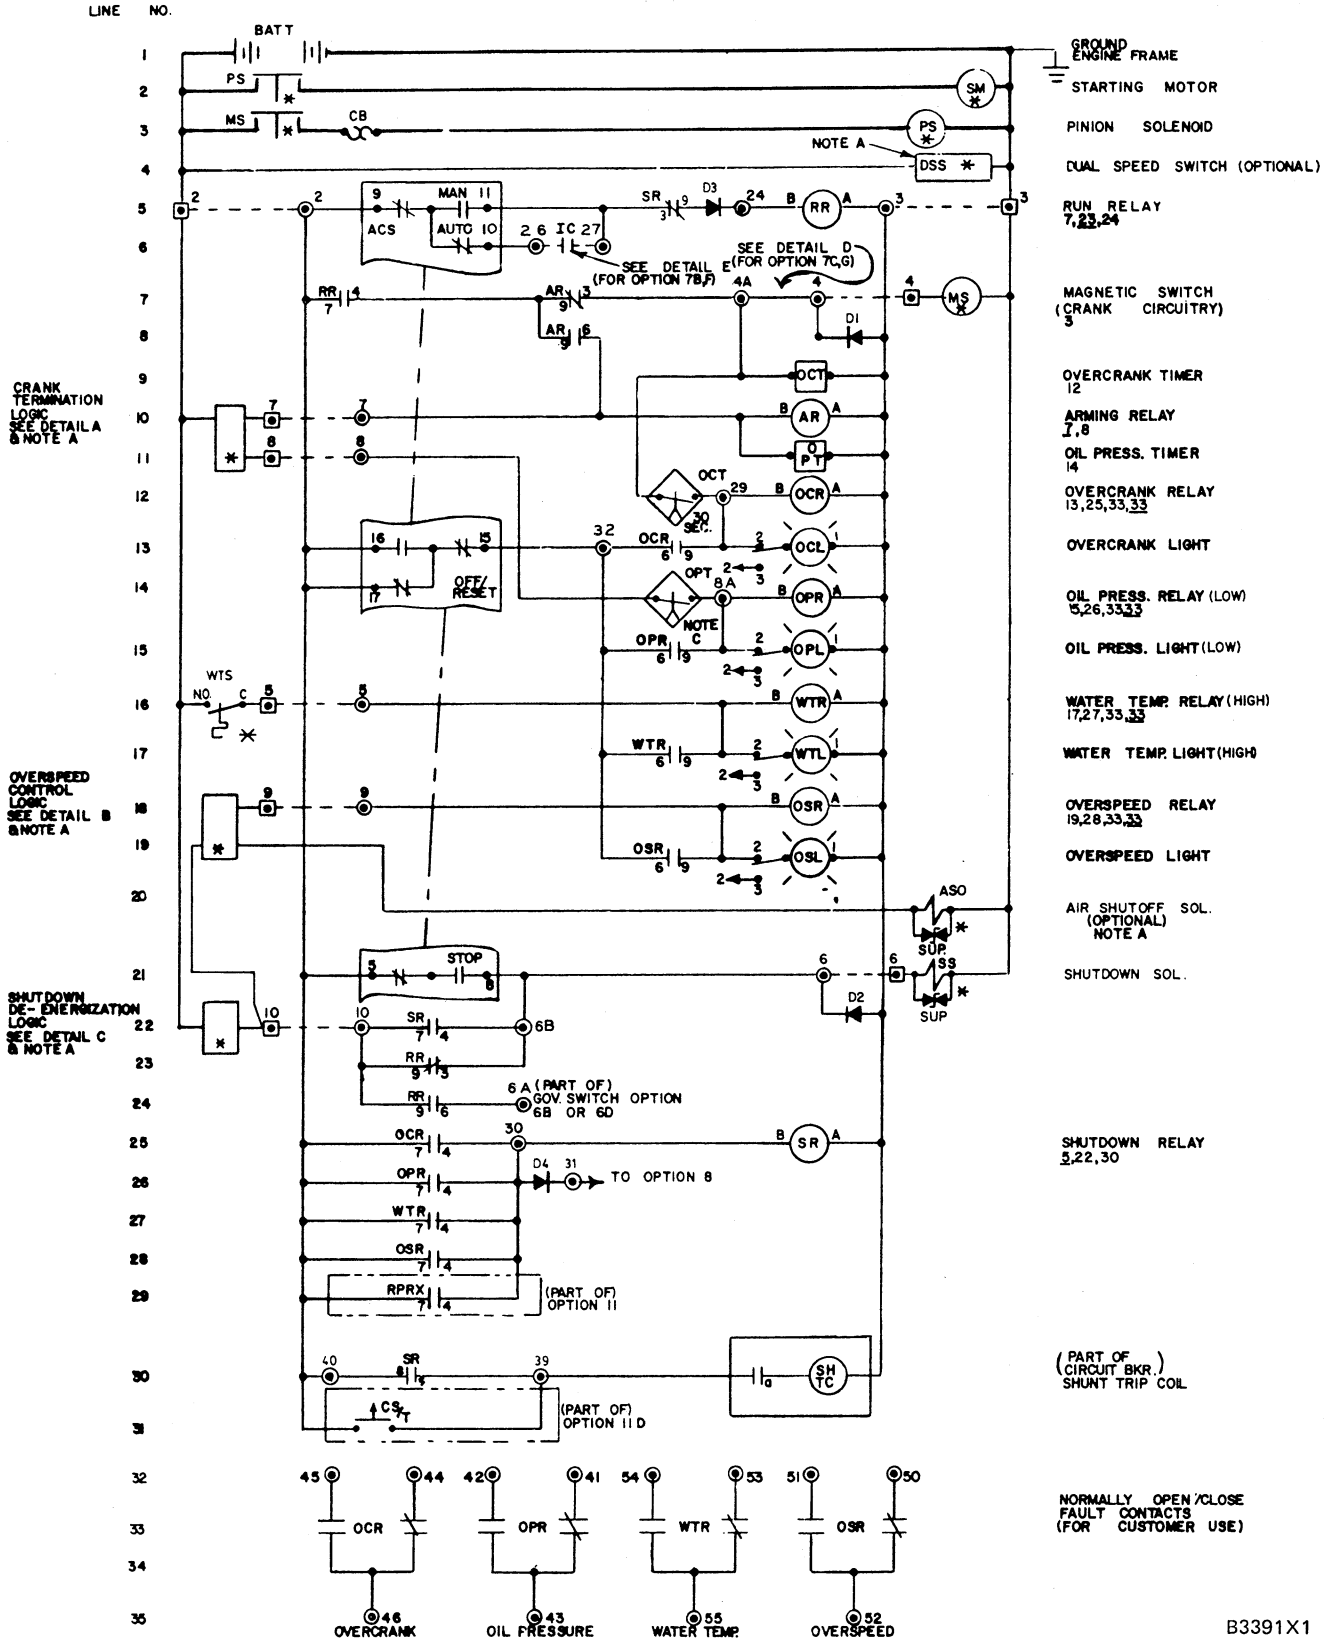 LINE NO.
1 BATT GROUND
ENGINE FRAME
2 PS * SM * STARTING MOTOR
3 MS * CB PS * PINION SOLENOID
NOTE A
4 DSS * DUAL SPEED SWITCH (OPTIONAL)
5 2 2 9 MAN 11 SR 3 9 D3 24 B RR A 3 3 RUN RELAY
7,23,24
ACS AUTO 10 26 IC 27
6
SEE DETAIL E
(FOR OPTION 7B,F)
SEE DETAIL D
(FOR OPTION 7C,G)
7 RR 4 7 AR 3 9 4A 4 4 MS * MAGNETIC SWITCH
(CRANK CIRCUITRY)
3
8 AR 6 9 D1
9 OCT OVERCRANK TIMER
12
CRANK
TERMINATION
LOGIC
SEE DETAIL A
& NOTE A
10 7 7 B AR A ARMING RELAY
7,8
11 * 8 8 O
PT OIL PRESS. TIMER
14
12 OCT 30
SEC. 29 B OCR A OVERCRANK RELAY
13,25,33,33
13 16 15 32 OCR 6 9 2 OCL OVERCRANK LIGHT
2 3
14 17 OFF/
RESET OPT 8A B OPR A OIL PRESS. RELAY (LOW)
15,26,33,33
NOTE
C
15 OPR 6 9 2 OPL OIL PRESS. LIGHT (LOW)
2 3
WTS
16 NO. C 5 5 * B WTR A WATER TEMP. RELAY (HIGH)
17,27,33,33
17 WTR 6 9 2 WTL WATER TEMP. LIGHT (HIGH)
2 3
OVERSPEED
CONTROL
LOGIC
SEE DETAIL B
& NOTE A
18 9 9 B OSR A OVERSPEED RELAY
19,28,33,33
19 * OSR 6 9 2 OSL OVERSPEED LIGHT
2 3
20 ASO * SUP. AIR SHUTOFF SOL.
(OPTIONAL)
NOTE A
21 5 STOP 8 6 6 SS * SUP SHUTDOWN SOL.
SHUTDOWN
DE-ENERGIZATION
LOGIC
SEE DETAIL C
& NOTE A
22 * 10 10 SR 7 4 6B D2
23 RR 9 3
24 RR 9 6 6A (PART OF)
GOV. SWITCH OPTION
6B OR 6D
25 OCR 7 4 30 B SR A SHUTDOWN RELAY
5,22,30
26 OPR 7 4 D4 31 TO OPTION 8
27 WTR 7 4
28 OSR 7 4
29 RPRX 7 4 (PART OF)
OPTION 11
30 40 SR 8 39 a SH
TC (PART OF
CIRCUIT BKR.)
SHUNT TRIP COIL
31 CS/T (PART OF)
OPTION 11D
32 45 44 42 41 54 53 51 50
NORMALLY OPEN/CLOSE
FAULT CONTACTS
(FOR CUSTOMER USE)
33 OCR OPR WTR OSR
34
35 46 43 55 52
OVERCRANK OIL PRESSURE WATER TEMP. OVERSPEED
B3391X1